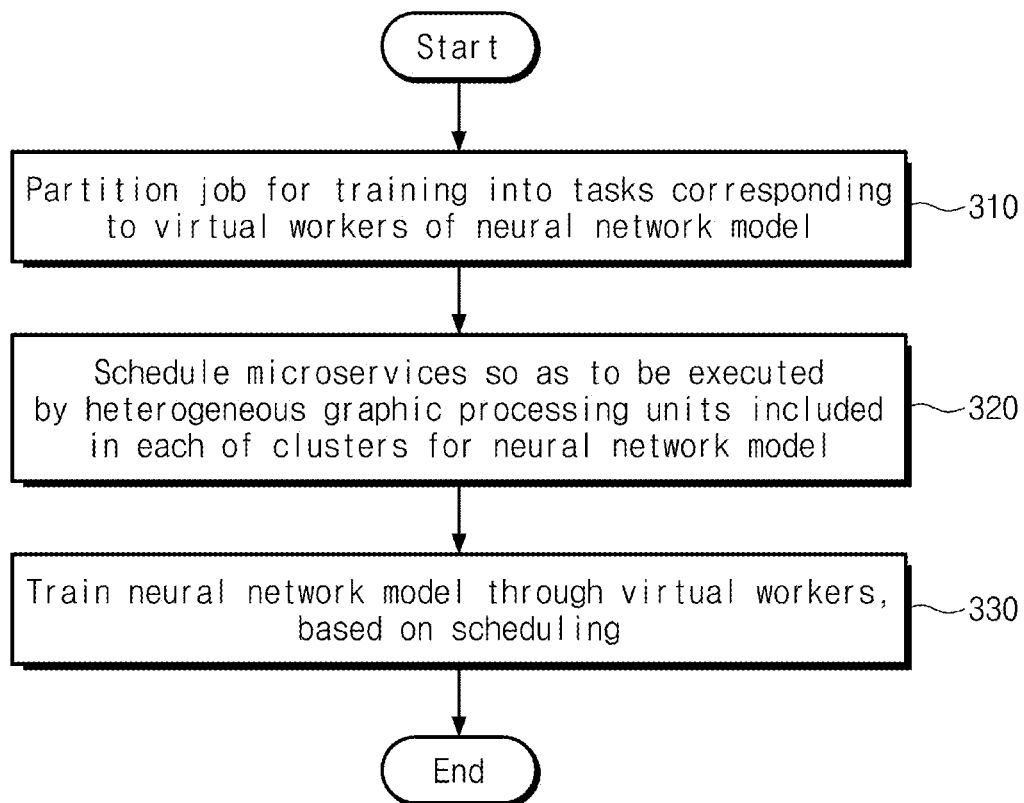 Start
Partition job for training into tasks corresponding
to virtual workers of neural network model
310
Schedule microservices so as to be executed
by heterogeneous graphic processing units included
in each of clusters for neural network model
320
Train neural network model through virtual workers,
based on scheduling
330
End